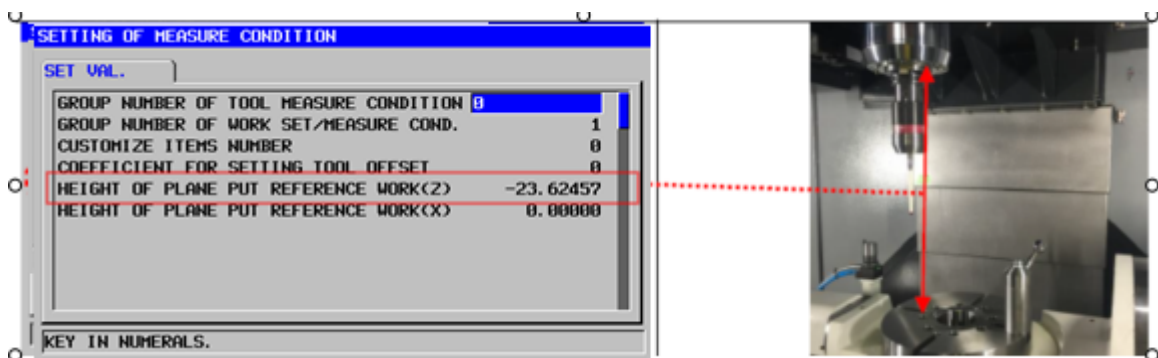 SETTING OF MEASURE CONDITION
SET VAL.
GROUP NUMBER OF TOOL MEASURE CONDITION 0
GROUP NUMBER OF WORK SET/MEASURE COND. 1
CUSTOMIZE ITEMS NUMBER 0
COEFFICIENT FOR SETTING TOOL OFFSET 0
HEIGHT OF PLANE PUT REFERENCE WORK(Z) -23.62457
HEIGHT OF PLANE PUT REFERENCE WORK(X) 0.00000
KEY IN NUMERALS.